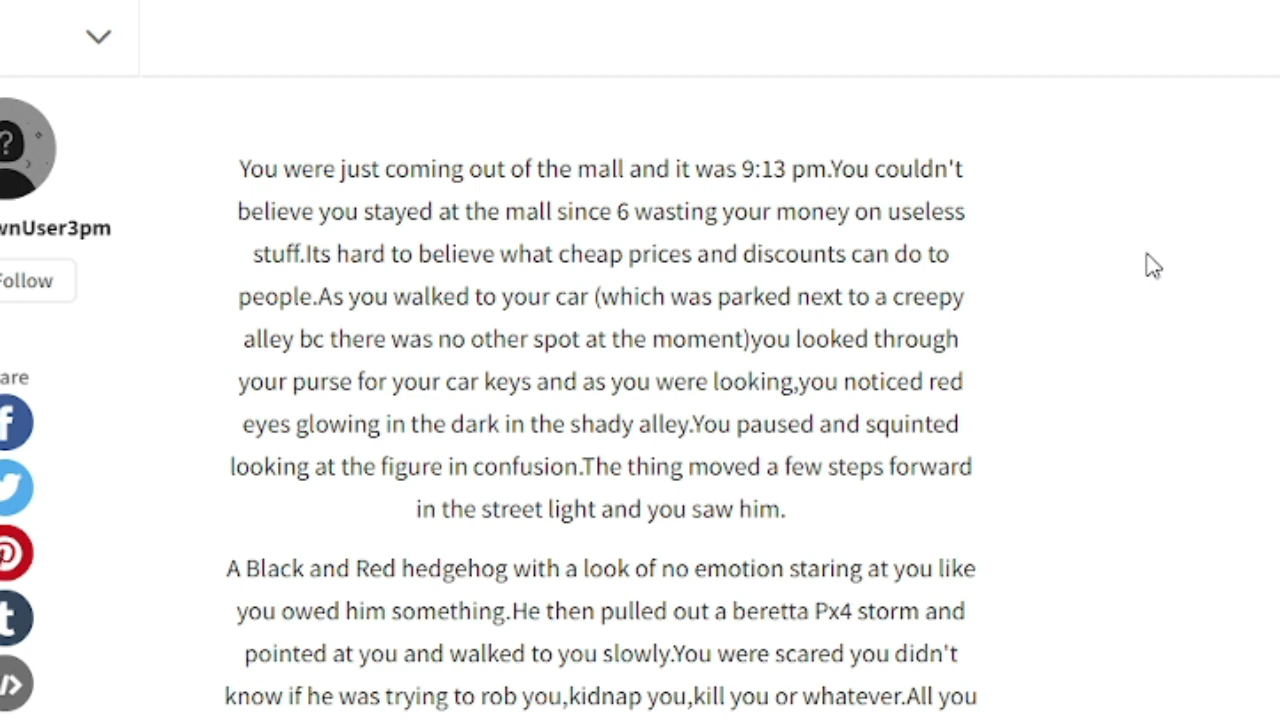 You were just coming out of the mall and it was 9:13 pm.You couldn't
believe you stayed at the mall since 6 wasting your money on useless
stuff.Its hard to believe what cheap prices and discounts can do to
people.As you walked to your car (which was parked next to a creepy
alley bc there was no other spot at the moment)you looked through
your purse for your car keys and as you were looking,you noticed red
eyes glowing in the dark in the shady alley.You paused and squinted
looking at the figure in confusion.The thing moved a few steps forward
in the street light and you saw him.
A Black and Red hedgehog with a look of no emotion staring at you like
you owed him something.He then pulled out a beretta Px4 storm and
pointed at you and walked to you slowly.You were scared you didn't
know if he was trying to rob you,kidnap you,kill you or whatever.All you
wnUser3pm
Follow
are